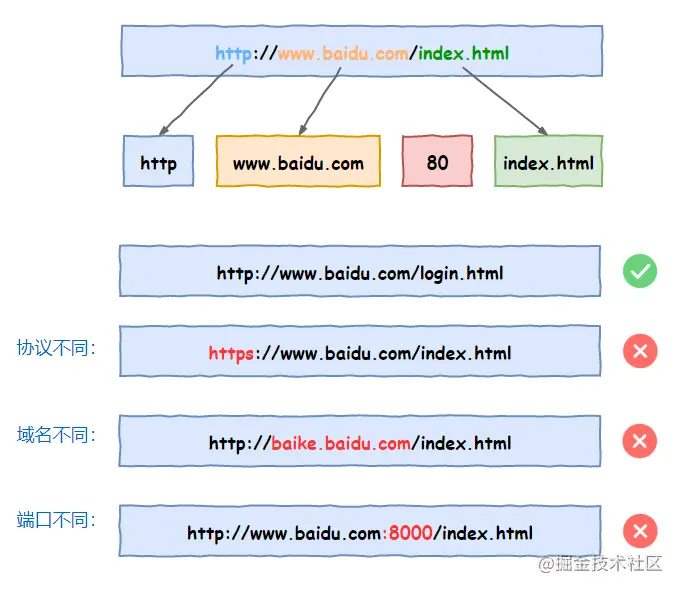 http://www.baidu.com/index.html
http www.baidu.com 80 index.html
http://www.baidu.com/login.html
协议不同: https://www.baidu.com/index.html
域名不同: http://baike.baidu.com/index.html
端口不同: http://www.baidu.com:8000/index.html
@掘金技术社区